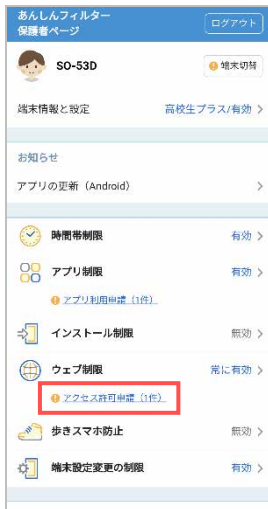 あんしんフィルター
保護者ページ
ログアウト
SO-53D
端末切替
端末情報と設定
高校生プラス/有効
お知らせ
アプリの更新（Android）
時間帯制限
有効
アプリ制限
有効
アプリ利用申請（1件）
インストール制限
無効
ウェブ制限
常に有効
アクセス許可申請（1件）
歩きスマホ防止
無効
端末設定変更の制限
有効